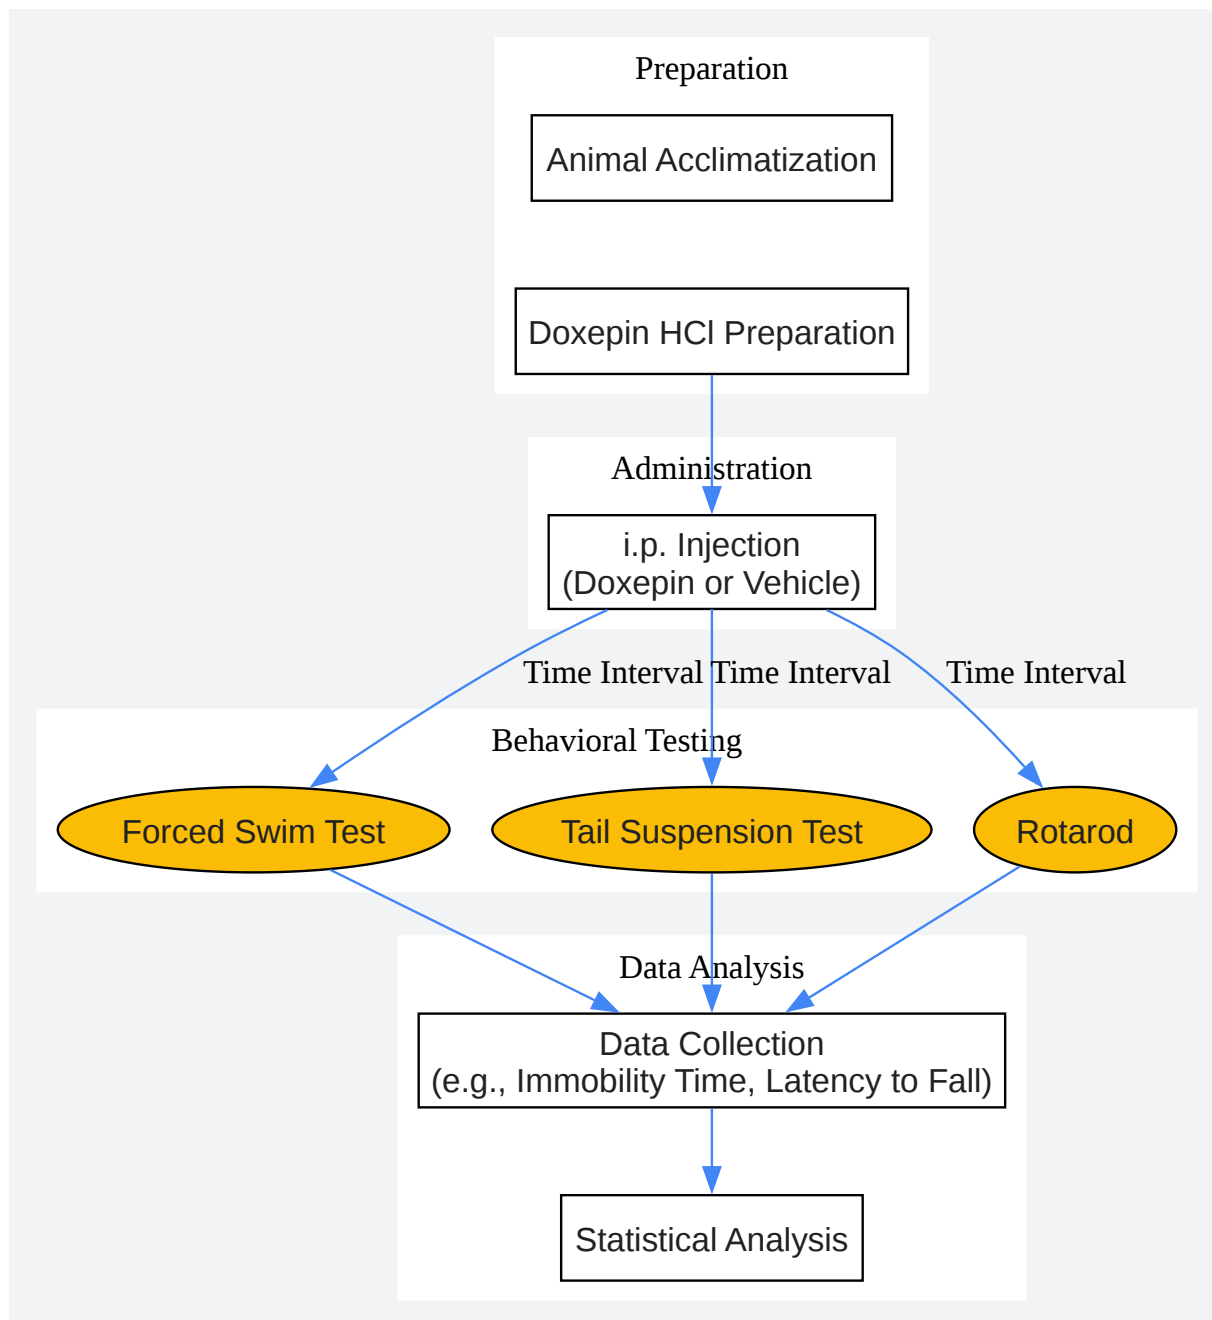 Preparation
Animal Acclimatization
Doxepin HCl Preparation
Administration
i.p. Injection
(Doxepin or Vehicle)
Time Interval
Time Interval
Time Interval
Behavioral Testing
Forced Swim Test
Tail Suspension Test
Rotarod
Data Analysis
Data Collection
(e.g., Immobility Time, Latency to Fall)
Statistical Analysis